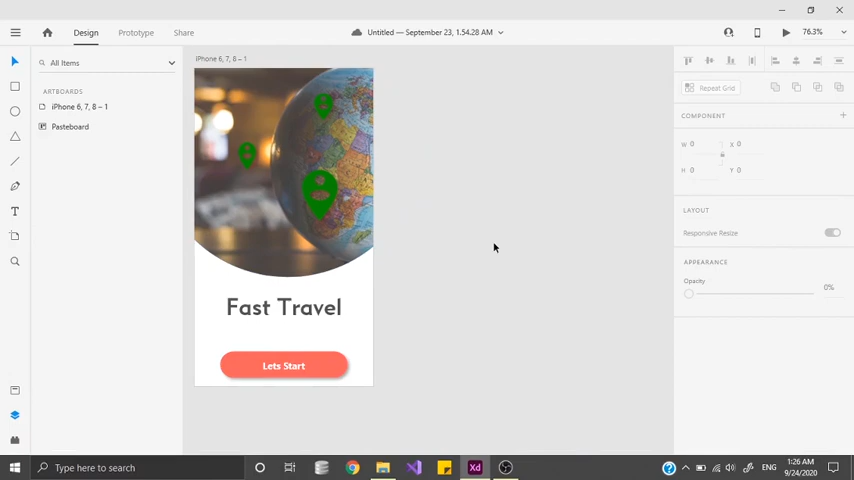 Design
Prototype
Share
Untitled — September 23, 1.54.28 AM
76.3%
All Items
ARTBOARDS
iPhone 6, 7, 8 – 1
Pasteboard
iPhone 6, 7, 8 – 1
Fast Travel
Lets Start
Repeat Grid
COMPONENT
W 0
X 0
H 0
Y 0
LAYOUT
Responsive Resize
APPEARANCE
Opacity
0%
Type here to search
Xd
ENG
1:26 AM
9/24/2020